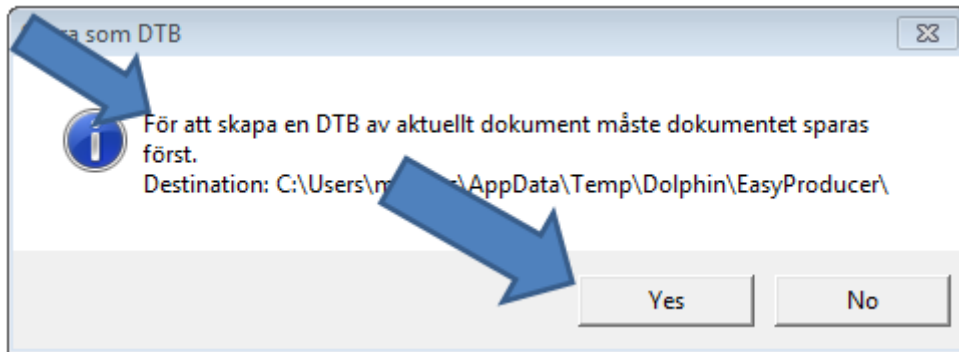 som DTB
För att skapa en DTB av aktuellt dokument måste dokumentet sparas
först.
Destination: C:\Users\m \AppData\Temp\Dolphin\EasyProducer\
Yes
No